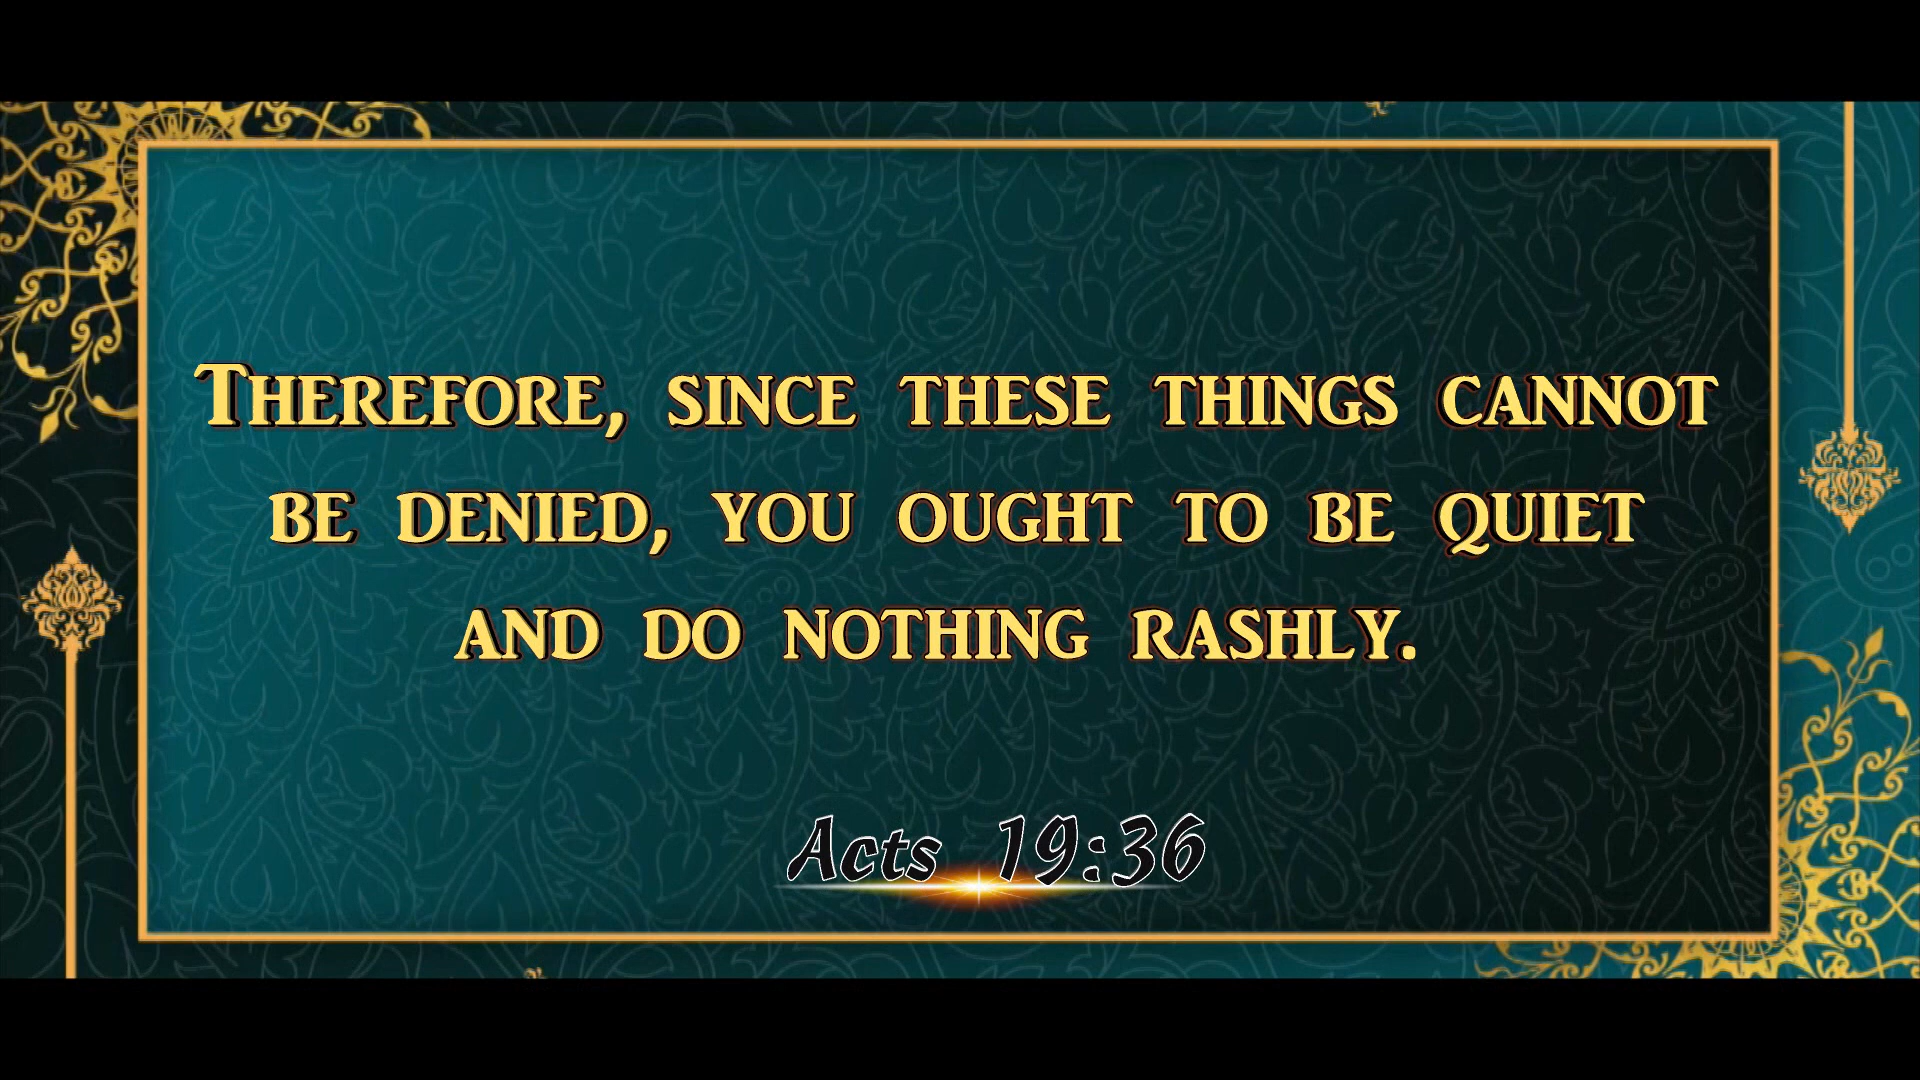 Therefore, since these things cannot
be denied, you ought to be quiet
and do nothing rashly.
Acts 19:36